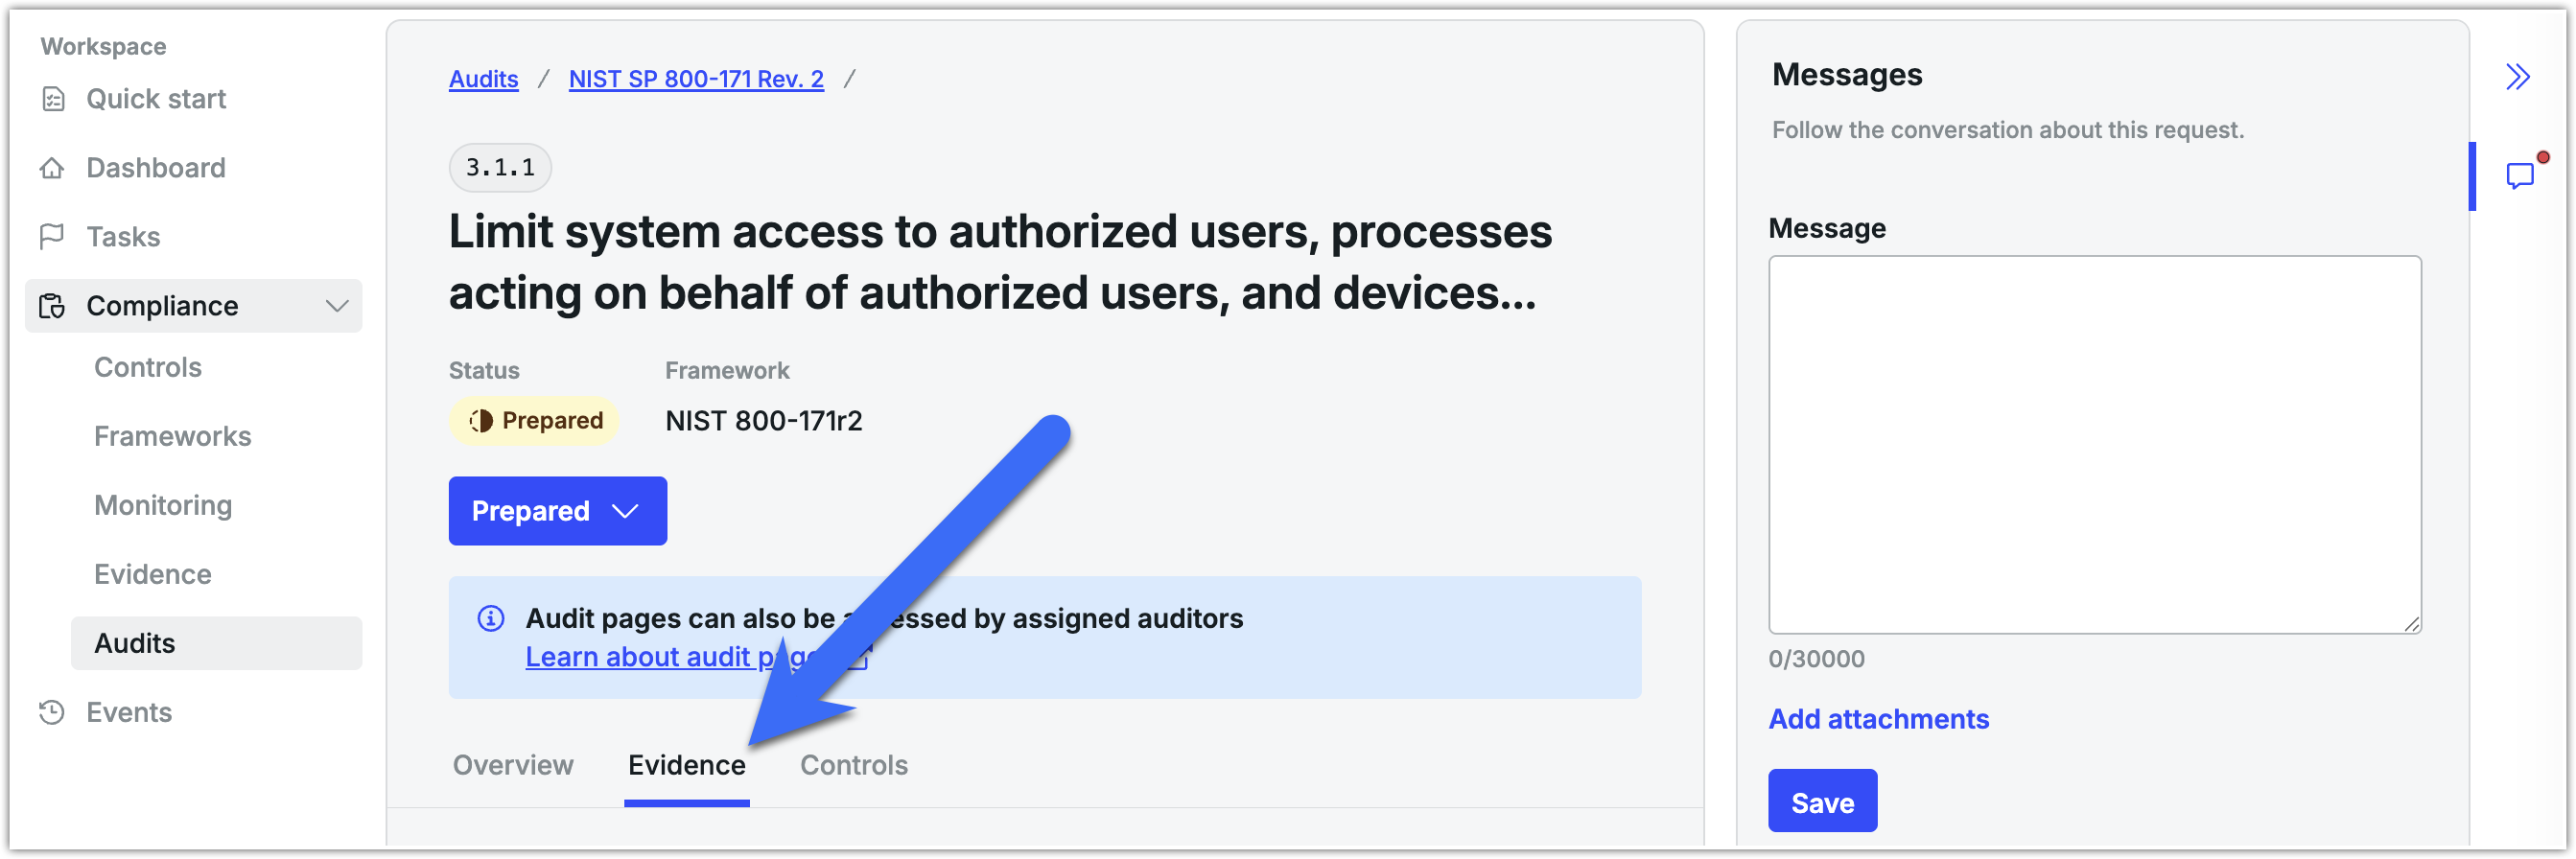 Workspace
Quick start
Dashboard
Tasks
Compliance
Controls
Frameworks
Monitoring
Evidence
Audits
Events
Audits / NIST SP 800-171 Rev. 2 /
3.1.1
Limit system access to authorized users, processes
acting on behalf of authorized users, and devices...
Status Framework
Prepared NIST 800-171r2
Prepared
Audit pages can also be by assigned auditors
Learn about audit
Overview Evidence Controls
Messages
Follow the conversation about this request.
Message
0/30000
Add attachments
Save